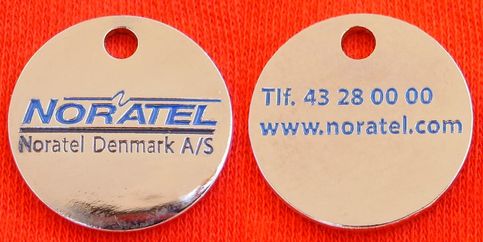 NORATEL
Noratel Denmark A/S
Tlf. 43 28 00 00
www.noratel.com